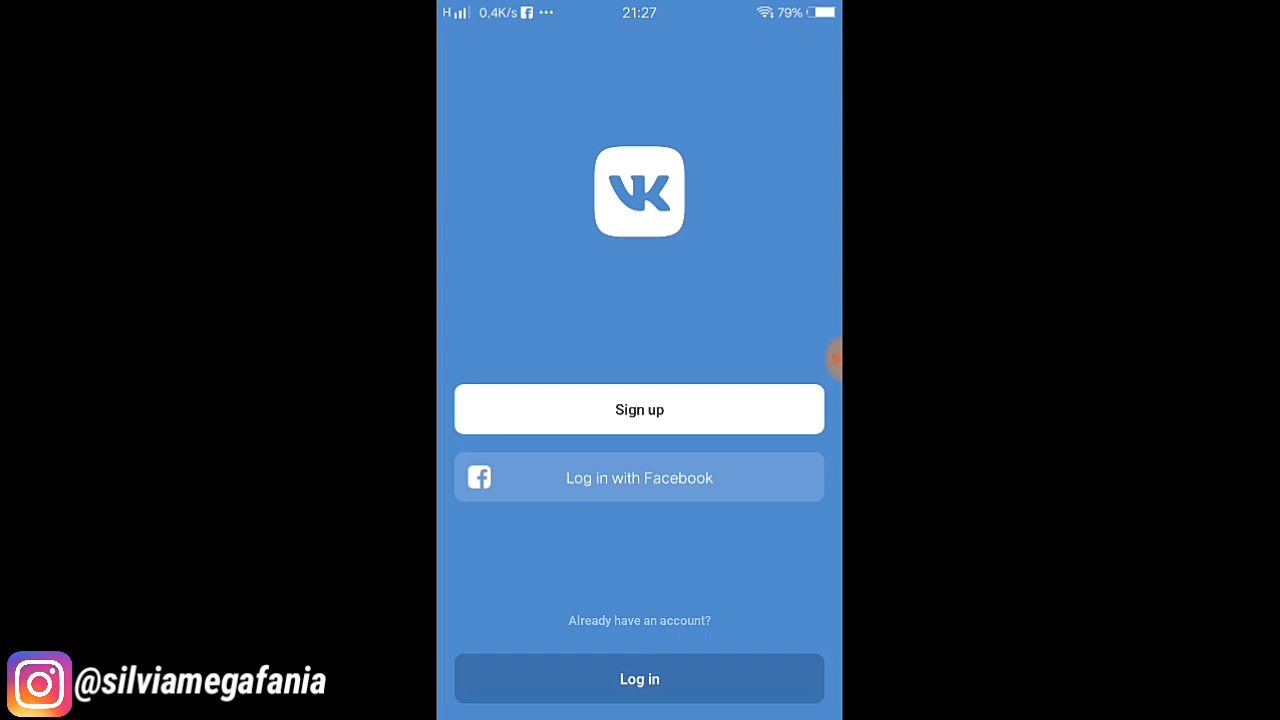 H 0,4K/s ••• 21:27 79%
VK
Sign up
Log in with Facebook
Already have an account?
Log in
@silviamegafania